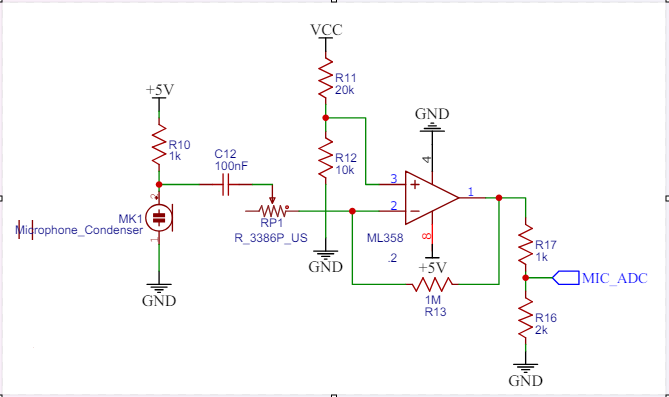 VCC
R11
20k
+5V
GND
R10
1k
C12
100nF
R12
10k
4
3
2
1
2
MK1
Microphone_Condenser
1
RP1
R_3386P_US
ML358
.2
8
+5V
R17
1k
GND
MIC_ADC
1M
R13
GND
R16
2k
GND